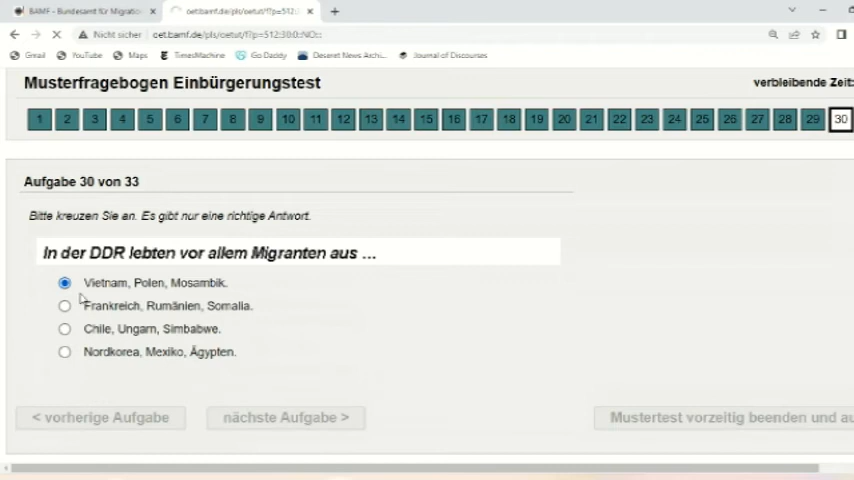 BAMF - Bundesamt für Migratio
oet.bamf.de/pls/oetut/f?p=512:
Nicht sicher
oet.bamf.de/pls/oetut/f?p=512:30:0::NO::
Gmail
YouTube
Maps
TimesMachine
Go Daddy
Deseret News Archi...
Journal of Discourses
Musterfragebogen Einbürgerungstest
verbleibende Zeit:
1 2 3 4 5 6 7 8 9 10 11 12 13 14 15 16 17 18 19 20 21 22 23 24 25 26 27 28 29 30
Aufgabe 30 von 33
Bitte kreuzen Sie an. Es gibt nur eine richtige Antwort.
In der DDR lebten vor allem Migranten aus ...
Vietnam, Polen, Mosambik.
Frankreich, Rumänien, Somalia.
Chile, Ungarn, Simbabwe.
Nordkorea, Mexiko, Ägypten.
< vorherige Aufgabe
nächste Aufgabe >
Mustertest vorzeitig beenden und au